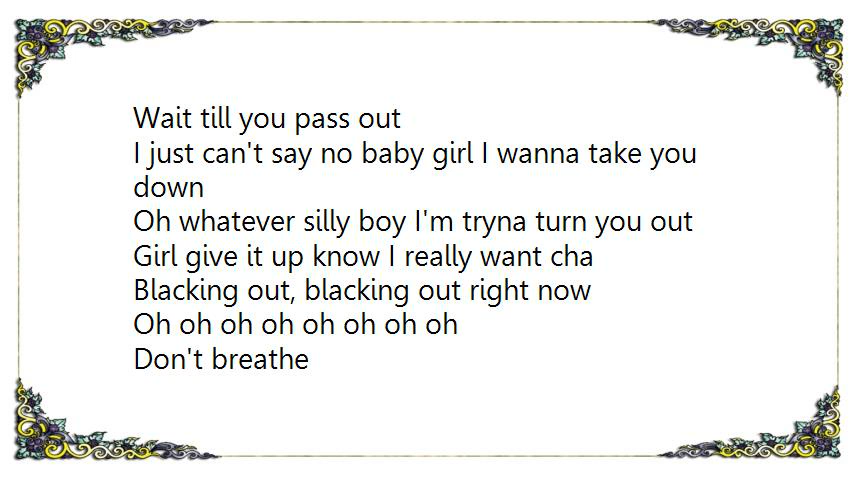 Wait till you pass out
I just can't say no baby girl I wanna take you
down
Oh whatever silly boy I'm tryna turn you out
Girl give it up know I really want cha
Blacking out, blacking out right now
Oh oh oh oh oh oh oh oh
Don't breathe